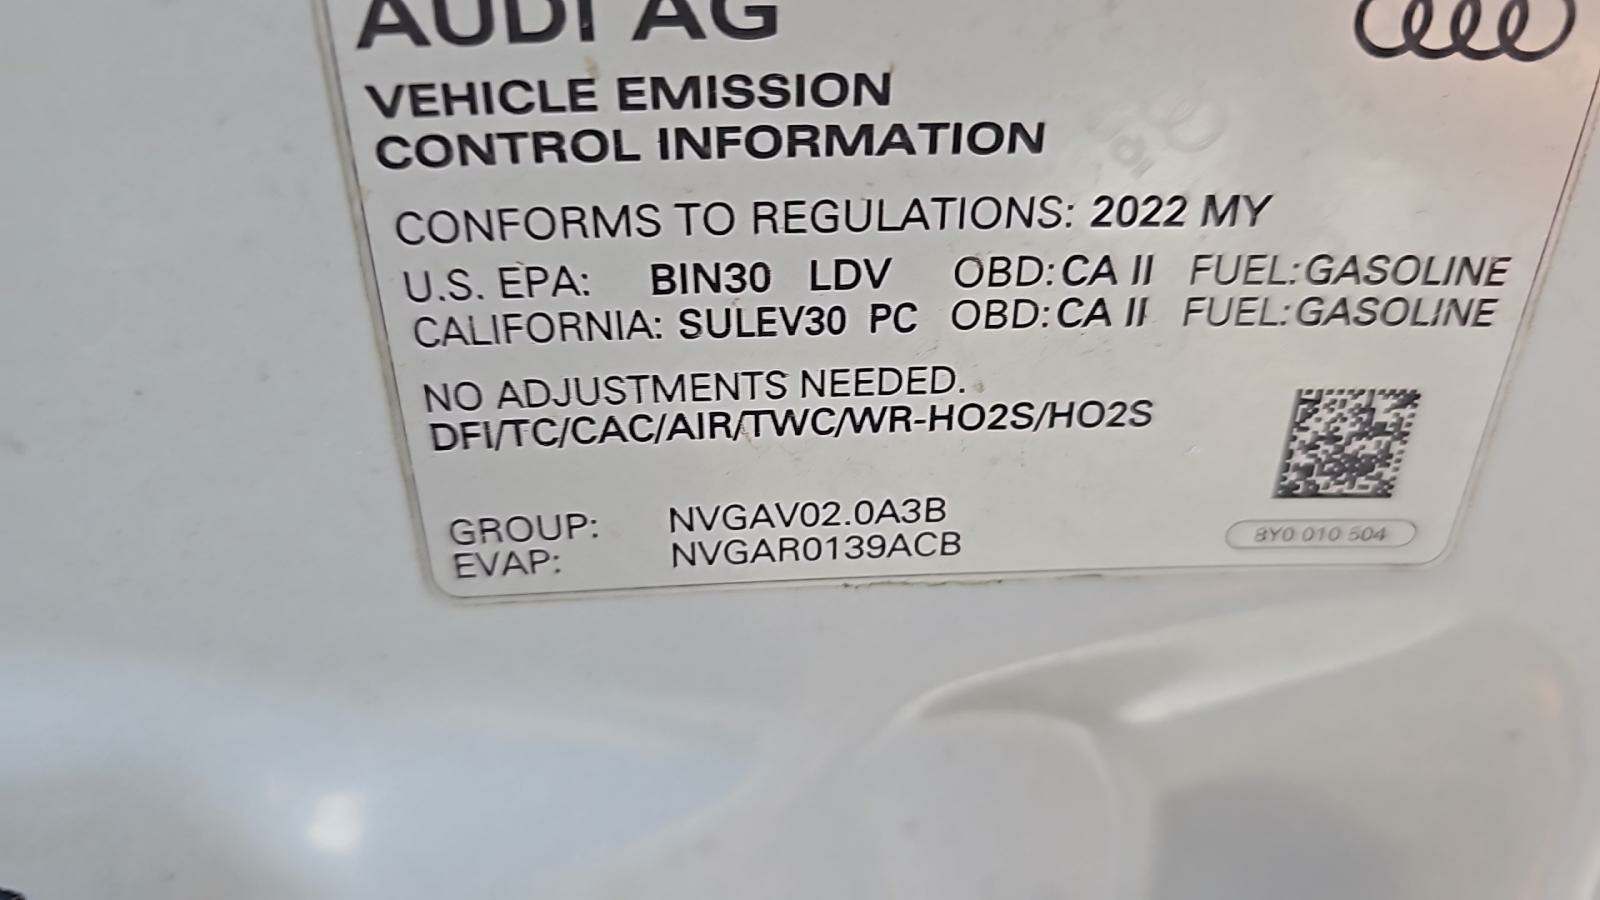 AUDI AG
VEHICLE EMISSION
CONTROL INFORMATION
CONFORMS TO REGULATIONS: 2022 MY
U.S. EPA: BIN30 LDV OBD:CA II FUEL:GASOLINE
CALIFORNIA: SULEV30 PC OBD:CA II FUEL:GASOLINE
NO ADJUSTMENTS NEEDED.
DFI/TC/CAC/AIR/TWC/WR-HO2S/HO2S
GROUP: NVGAV02.0A3B
EVAP: NVGAR0139ACB
8Y0 010 504